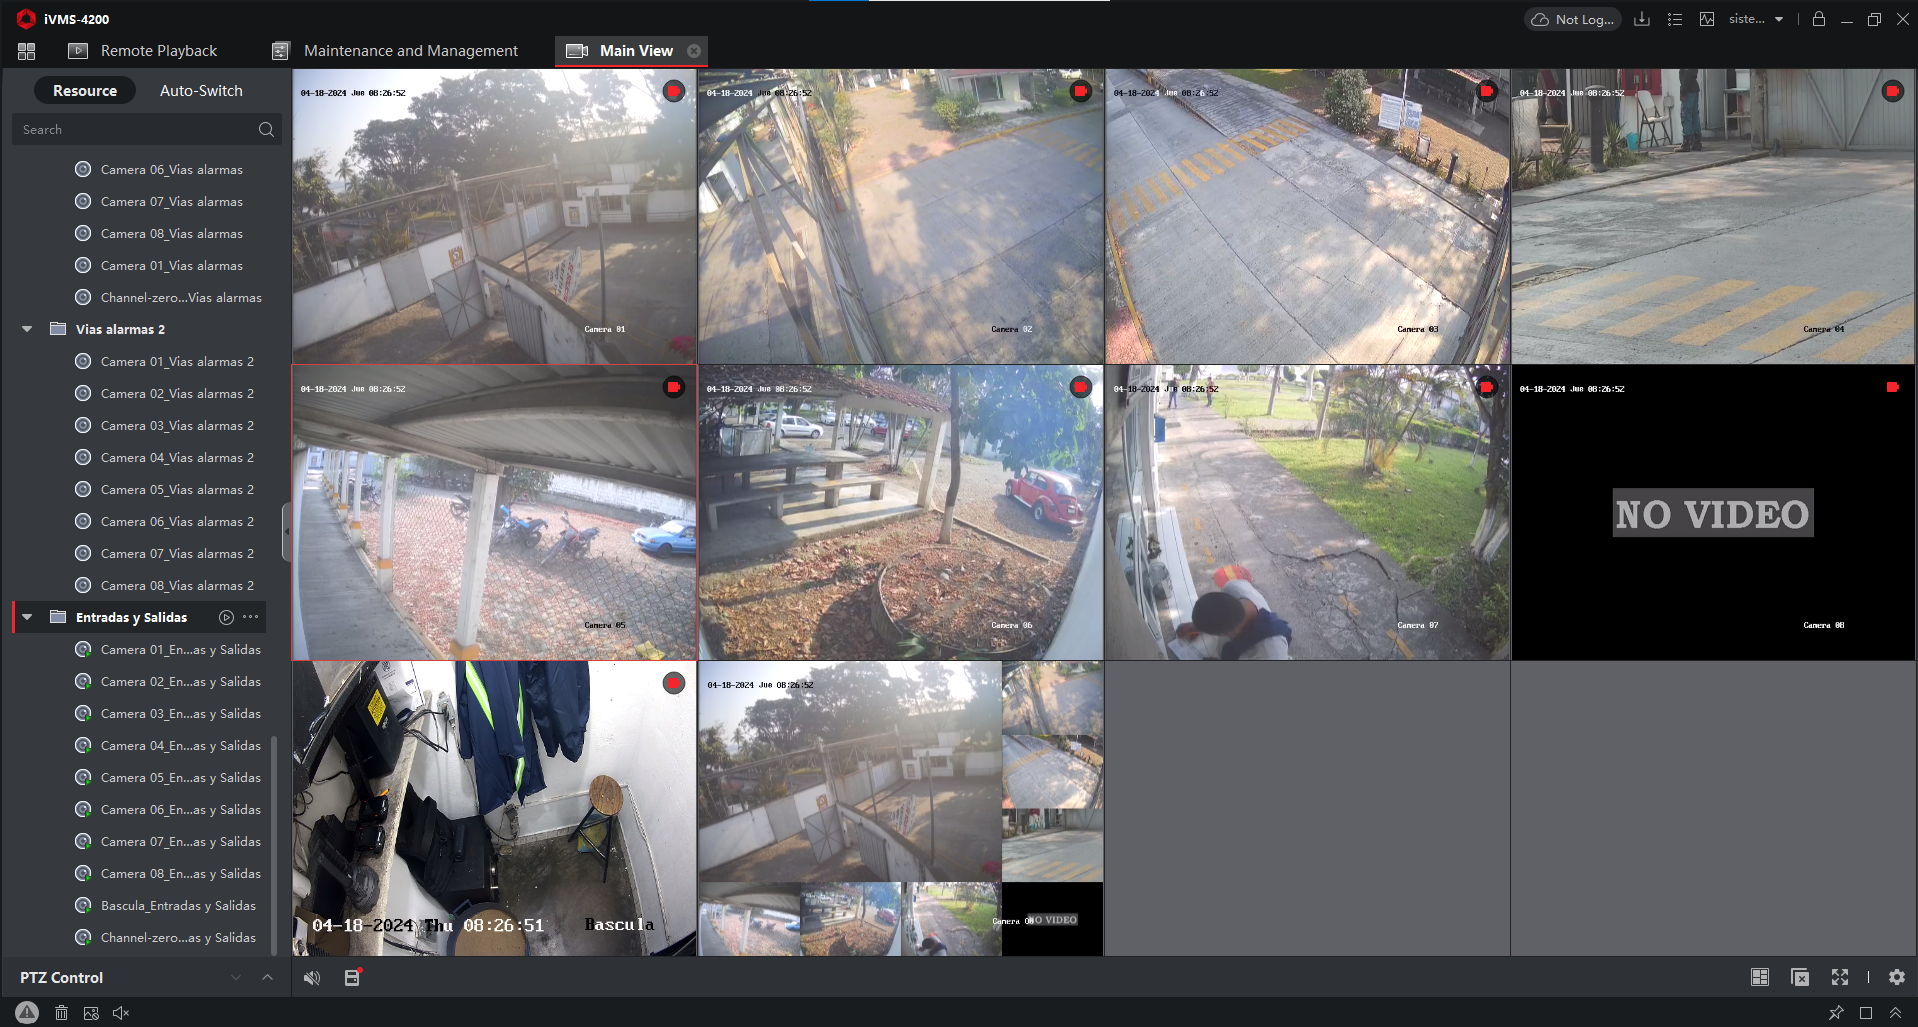 iVMS-4200
Not Log...
siste...
Remote Playback
Maintenance and Management
Main View
Resource
Auto-Switch
Search
Camera 06_Vias alarmas
Camera 07_Vias alarmas
Camera 08_Vias alarmas
Camera 01_Vias alarmas
Channel-zero...Vias alarmas
Vias alarmas 2
Camera 01_Vias alarmas 2
Camera 02_Vias alarmas 2
Camera 03_Vias alarmas 2
Camera 04_Vias alarmas 2
Camera 05_Vias alarmas 2
Camera 06_Vias alarmas 2
Camera 07_Vias alarmas 2
Camera 08_Vias alarmas 2
Entradas y Salidas
Camera 01_En...as y Salidas
Camera 02_En...as y Salidas
Camera 03_En...as y Salidas
Camera 04_En...as y Salidas
Camera 05_En...as y Salidas
Camera 06_En...as y Salidas
Camera 07_En...as y Salidas
Camera 08_En...as y Salidas
Bascula_Entradas y Salidas
Channel-zero...as y Salidas
PTZ Control
04-18-2024 Jue 08:26:52
Camera 01
04-18-2024 Jue 08:26:52
Camera 02
04-18-2024 Jue 08:26:52
Camera 03
04-18-2024 Jue 08:26:52
Camera 04
04-18-2024 Jue 08:26:52
Camera 05
04-18-2024 Jue 08:26:52
Camera 06
04-18-2024 Jue 08:26:52
Camera 07
04-18-2024 Jue 08:26:52
NO VIDEO
Camera 08
04-18-2024 Thu 08:26:51
Bascula
04-18-2024 Jue 08:26:52
Camera 08
NO VIDEO